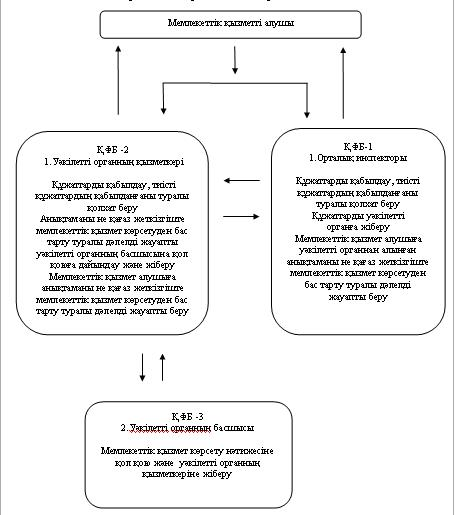 Мемлекеттік қызметті алушы
ҚФБ -2
1.Уәкілетті органның қызметкері
Құжаттарды қабылдау, тиісті
құжаттардың қабылданғаны туралы
қолхат беру
Анықтаманы не қағаз жеткізгіште
мемлекеттік қызмет көрсетуден бас
тарту туралы дәлелді жауапты
уәкілетті органның басшысына қол
қоюға дайындау және жіберу
Мемлекеттік қызмет алушыға
анықтаманы не қағаз жеткізгіште
мемлекеттік қызмет көрсетуден бас
тарту туралы дәлелді жауапты беру
ҚФБ-1
1.Орталық инспекторы
Құжаттарды қабылдау, тиісті
құжаттардың қабылданғаны
туралы қолхат беру
Құжаттарды уәкілетті
органға жіберу
Мемлекеттік қызмет алушыға
уәкілетті органнан алынған
анықтаманы не қағаз жеткізгіште
мемлекеттік қызмет көрсетуден
бас тарту туралы дәлелді
жауапты беру
ҚФБ -3
2.Уәкілетті органның басшысы
Мемлекеттік қызмет көрсету нәтижесіне
қол қою және уәкілетті органның
қызметкеріне жіберу